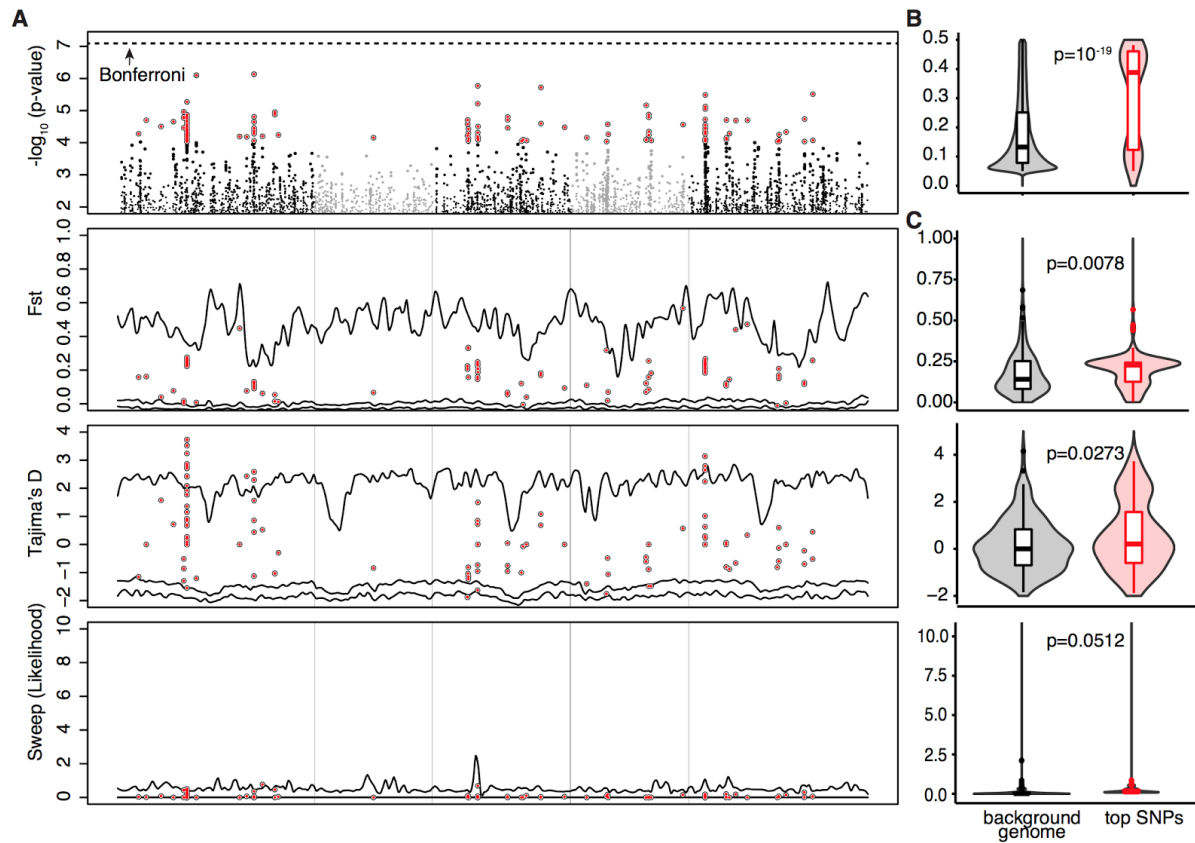 A
-log10 (p-value)
7
6
5
4
3
2
Bonferroni
Fst
1.0
0.8
0.6
0.4
0.2
0.0
Tajima's D
4
3
2
1
0
−1
−2
Sweep (Likelihood)
10
8
6
4
2
0
B
0.5
0.3
0.2
0.1
0.0
p=10-19
C
1.00
0.75
0.50
0.25
0.00
p=0.0078
4
2
0
−2
p=0.0273
10.0
7.5
5.0
2.5
0.0
p=0.0512
background
genome
top SNPs